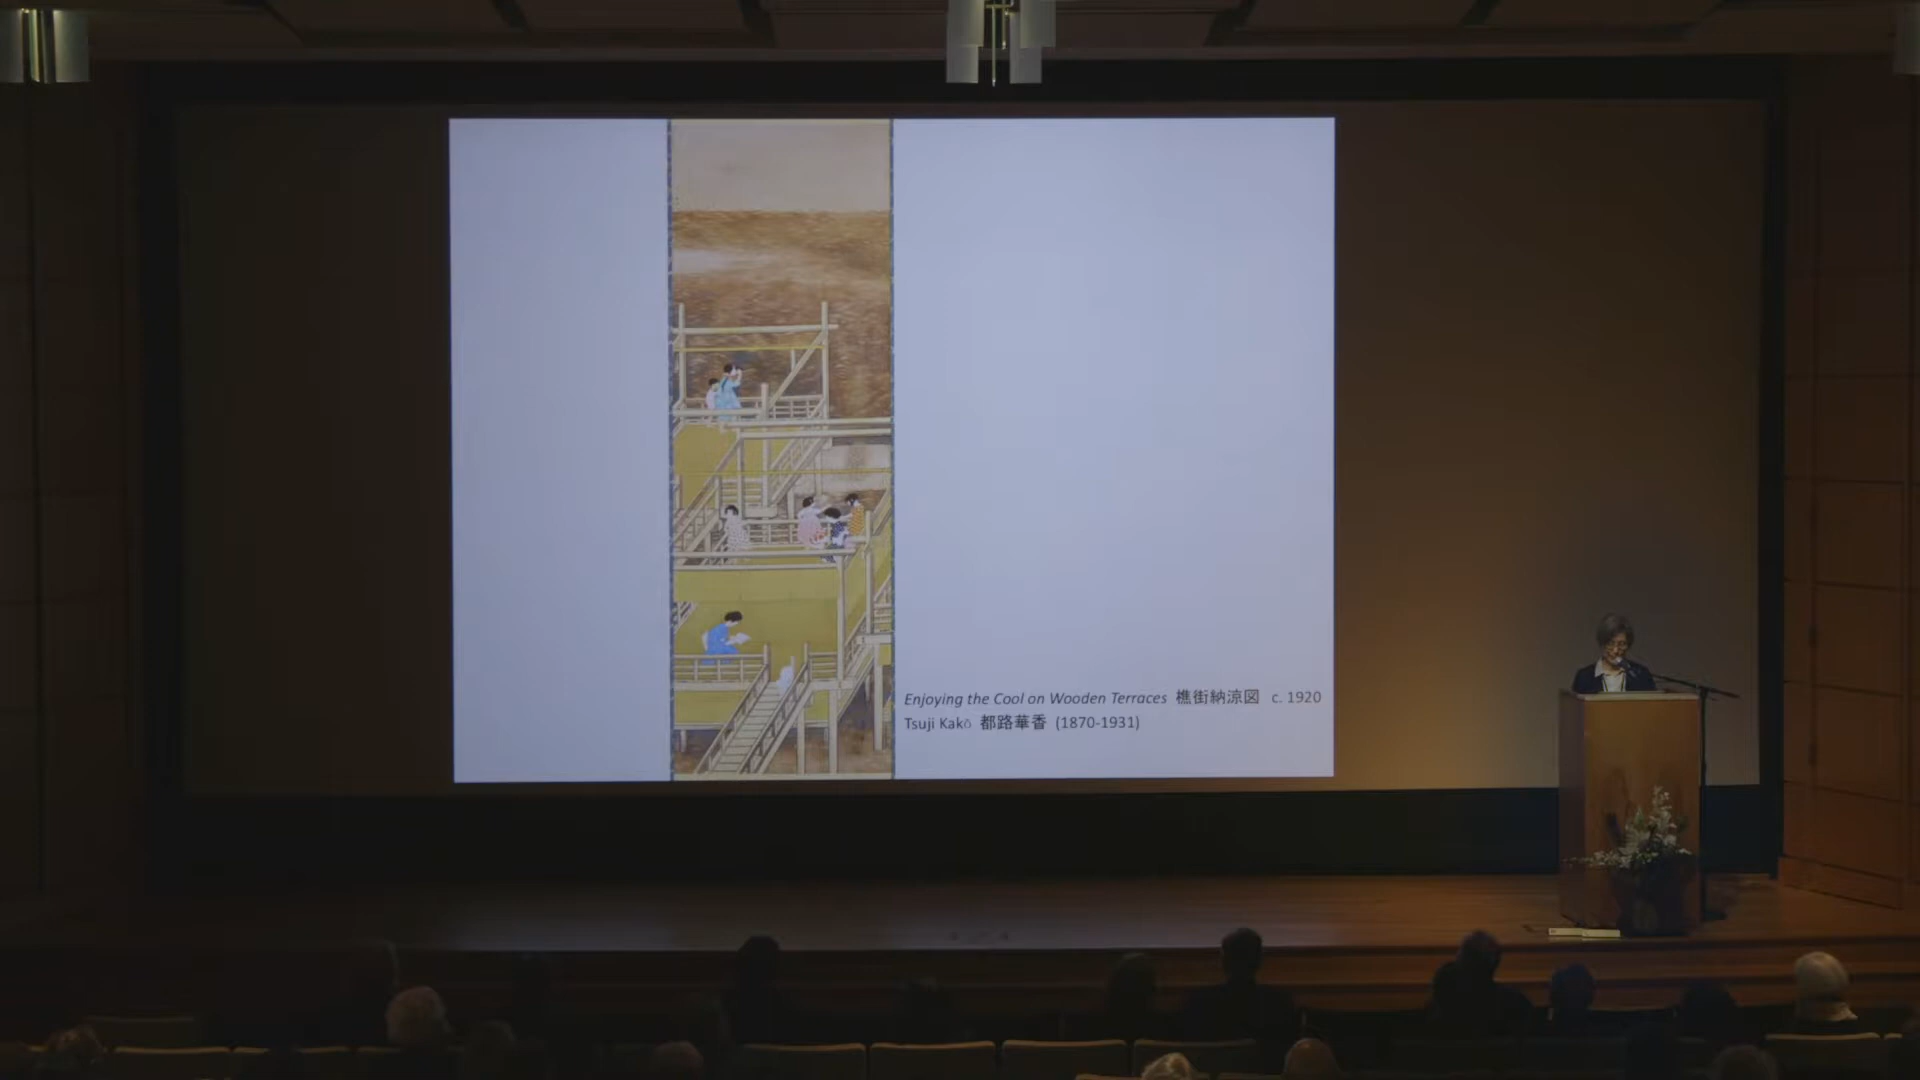 Enjoying the Cool on Wooden Terraces 樵街納涼図 c. 1920
Tsuji Kakō 都路華香 (1870-1931)